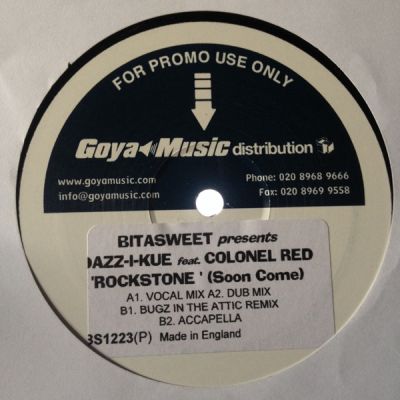 FOR PROMO USE ONLY
Goya Music distribution
www.goyamusic.com Phone: 020 8968 9666
info@goyamusic.com Fax: 020 8969 9558
BITASWEET presents
DAZZ-I-KUE feat. COLONEL RED
'ROCKSTONE ' (Soon Come)
A1. VOCAL MIX A2. DUB MIX
B1. BUGZ IN THE ATTIC REMIX
B2. ACCAPELLA
BS1223(P) Made in England